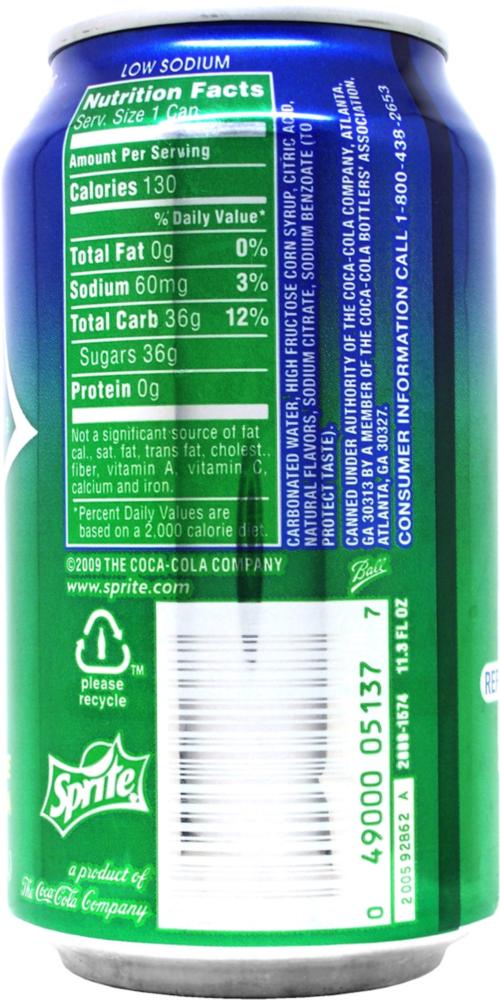 LOW SODIUM
Nutrition Facts
Serv. Size 1 Can
Amount Per Serving
Calories 130
% Daily Value*
Total Fat 0g 0%
Sodium 60mg 3%
Total Carb 36g 12%
Sugars 36g
Protein 0g
Not a significant source of fat
cal., sat. fat, trans fat, cholest.,
fiber, vitamin A, vitamin C,
calcium and iron.
*Percent Daily Values are
based on a 2,000 calorie diet.
CARBONATED WATER, HIGH FRUCTOSE CORN SYRUP, CITRIC ACID,
NATURAL FLAVORS, SODIUM CITRATE, SODIUM BENZOATE (TO
PROTECT TASTE).
CANNED UNDER AUTHORITY OF THE COCA-COLA COMPANY, ATLANTA,
GA 30313 BY A MEMBER OF THE COCA-COLA BOTTLERS' ASSOCIATION,
ATLANTA, GA 30327.
CONSUMER INFORMATION CALL 1-800-438-2653
©2009 THE COCA-COLA COMPANY
www.sprite.com
Ball
TM
please
recycle
Sprite
a product of
The Coca-Cola Company
0 49000 05137 7
200592862 A 2000-1574 11.3 FL OZ